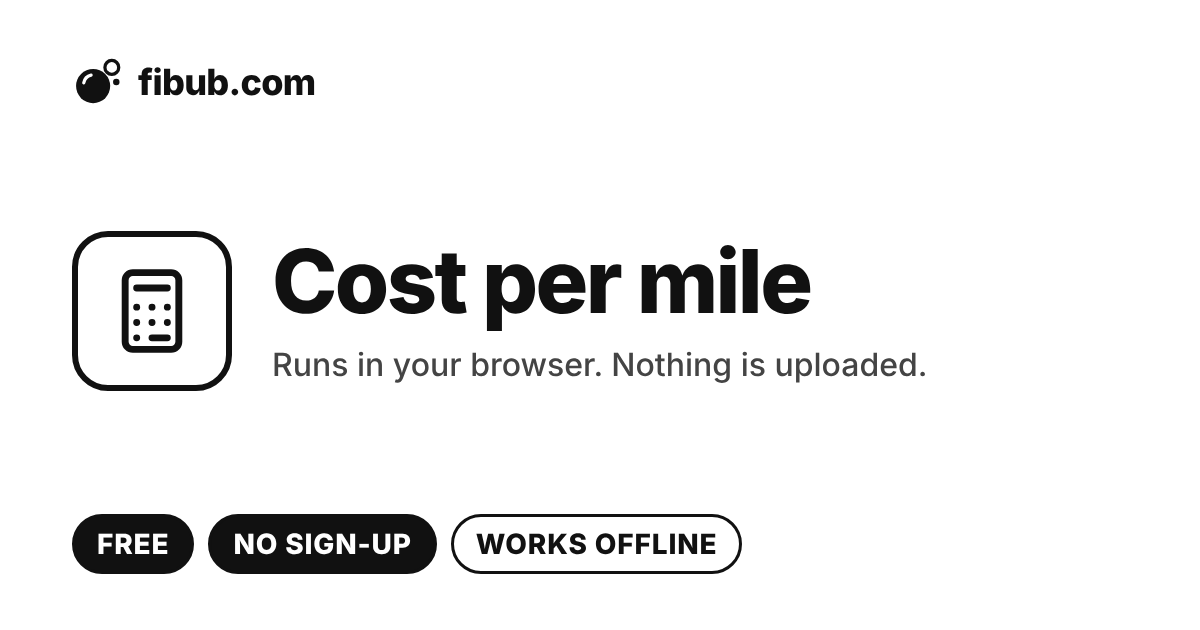 fibub.com
Cost per mile
Runs in your browser. Nothing is uploaded.
FREE NO SIGN-UP WORKS OFFLINE